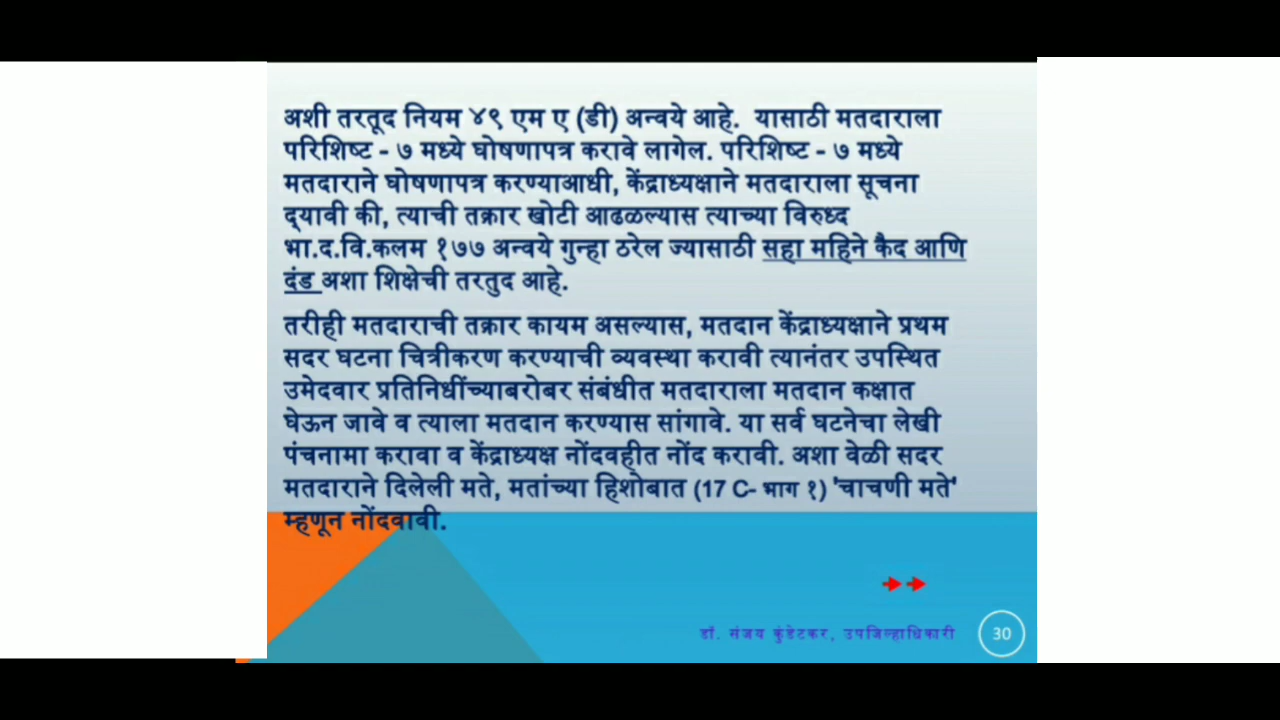 अशी तरतूद नियम ४९ एम ए (डी) अन्वये आहे. यासाठी मतदाराला
परिशिष्ट - ७ मध्ये घोषणापत्र करावे लागेल. परिशिष्ट - ७ मध्ये
मतदाराने घोषणापत्र करण्याआधी, केंद्राध्यक्षाने मतदाराला सूचना
द्‌यावी की, त्याची तक्रार खोटी आढळल्यास त्याच्या विरुध्द
भा.द.वि.कलम १७७ अन्वये गुन्हा ठरेल ज्यासाठी सहा महिने कैद आणि
दंड अशा शिक्षेची तरतुद आहे.
तरीही मतदाराची तक्रार कायम असल्यास, मतदान केंद्राध्यक्षाने प्रथम
सदर घटना चित्रीकरण करण्याची व्यवस्था करावी त्यानंतर उपस्थित
उमेदवार प्रतिनिधींच्याबरोबर संबंधीत मतदाराला मतदान कक्षात
घेऊन जावे व त्याला मतदान करण्यास सांगावे. या सर्व घटनेचा लेखी
पंचनामा करावा व केंद्राध्यक्ष नोंदवहीत नोंद करावी. अशा वेळी सदर
मतदाराने दिलेली मते, मतांच्या हिशोबात (17 C- भाग १) 'चाचणी मते'
म्हणून नोंदवावी.
डॉ. संजय कुंडेटकर, उपजिल्हाधिकारी
30